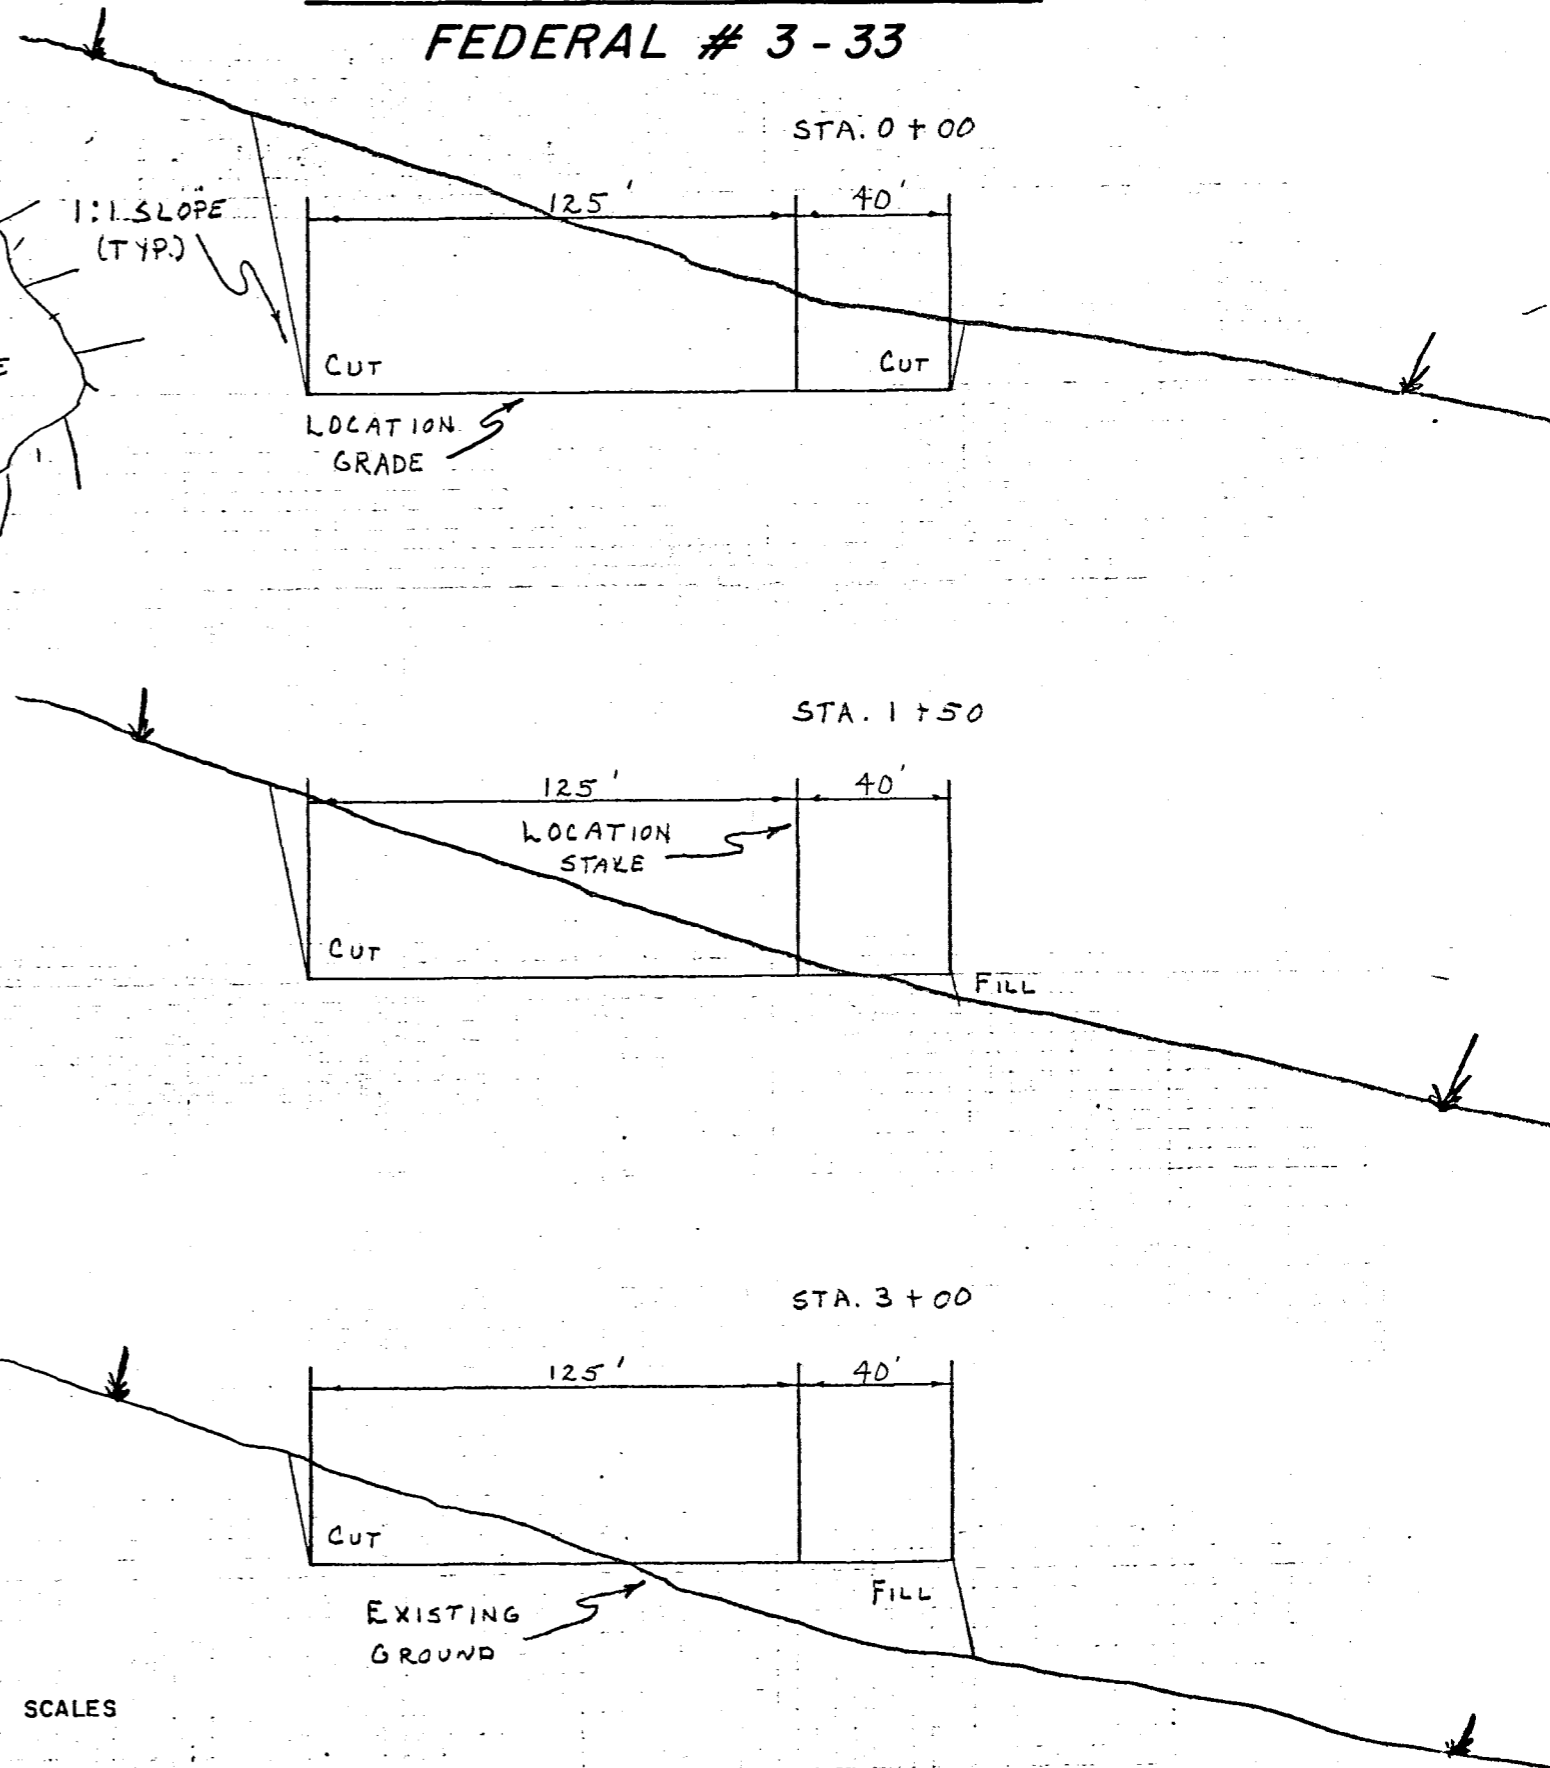 FEDERAL # 3-33
STA. 0+00
125'
40'
1:1 SLOPE
(TYP.)
CUT
CUT
LOCATION
GRADE
STA. 1+50
125'
40'
LOCATION
STAKE
CUT
FILL
STA. 3+00
125'
40'
CUT
FILL
EXISTING
GROUND
SCALES